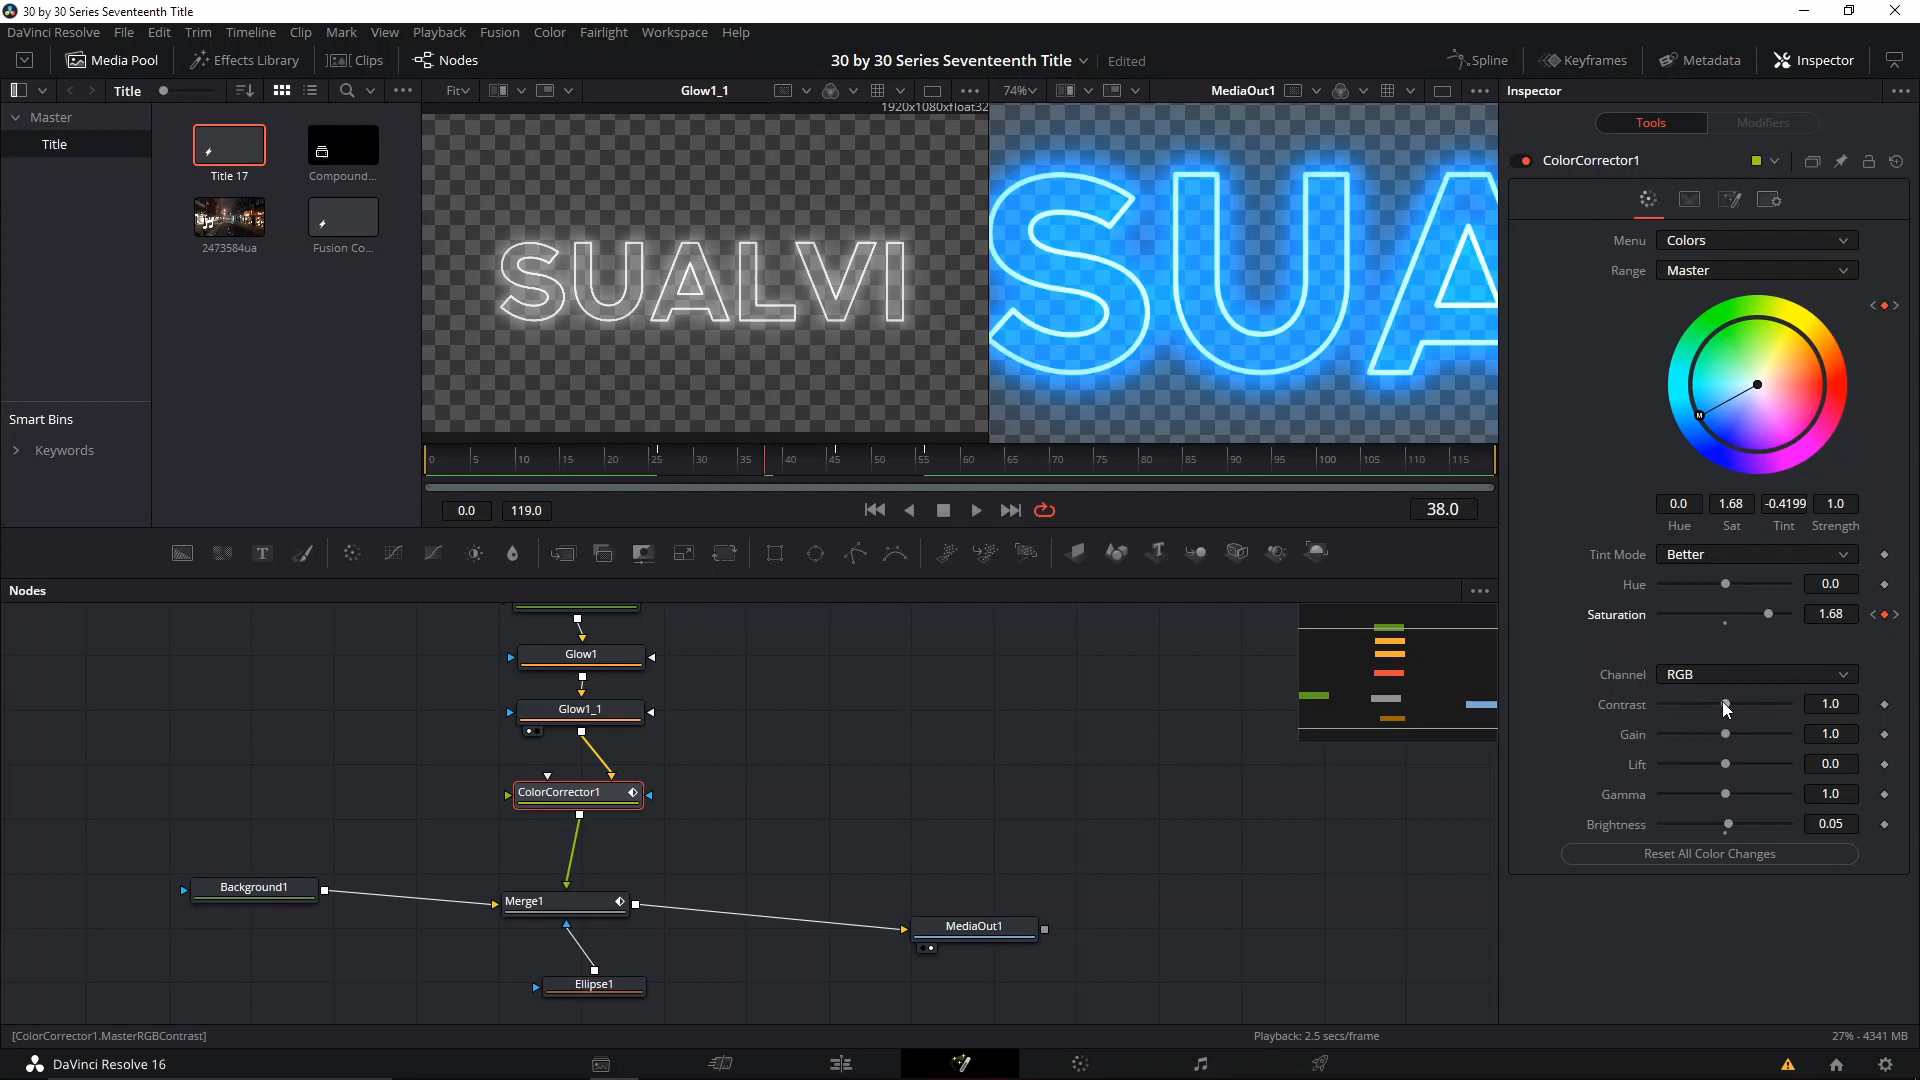 30 by 30 Series Seventeenth Title
DaVinci Resolve File Edit Trim Timeline Clip Mark View Playback Fusion Color Fairlight Workspace Help
Media Pool Effects Library Clips Nodes 30 by 30 Series Seventeenth Title Edited Spline Keyframes Metadata Inspector
Title Fit Glow1_1 74% MediaOut1 Inspector
1920x1080xfloat32
Master
Title
Title 17
Compound...
2473584ua
Fusion Co...
SUALVI
SUA
Tools Modifiers
ColorCorrector1
Menu Colors
Range Master
M
0.0 1.68 -0.4199 1.0
Hue Sat Tint Strength
Tint Mode Better
Hue 0.0
Saturation 1.68
Channel RGB
Contrast 1.0
Gain 1.0
Lift 0.0
Gamma 1.0
Brightness 0.05
Reset All Color Changes
Smart Bins
Keywords
0 5 10 15 20 25 30 35 40 45 50 55 60 65 70 75 80 85 90 95 100 105 110 115
0.0 119.0 38.0
T
Nodes
Glow1
Glow1_1
ColorCorrector1
Background1
Merge1
MediaOut1
Ellipse1
[ColorCorrector1.MasterRGBContrast] Playback: 2.5 secs/frame 27% - 4341 MB
DaVinci Resolve 16